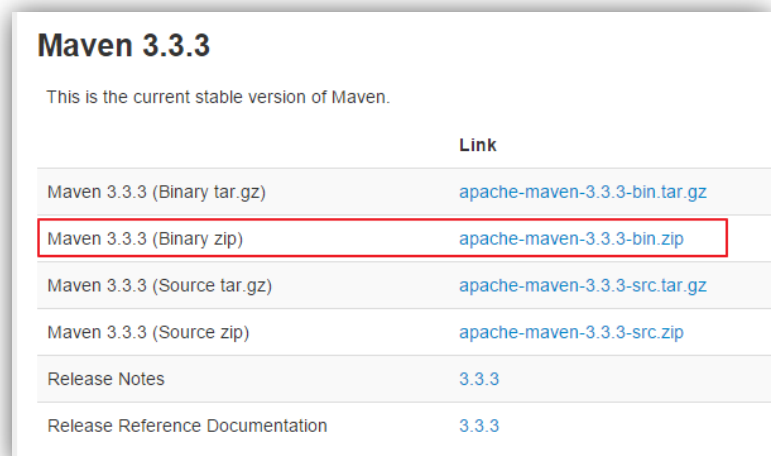 Maven 3.3.3
This is the current stable version of Maven.
Link
Maven 3.3.3 (Binary tar.gz) apache-maven-3.3.3-bin.tar.gz
Maven 3.3.3 (Binary zip) apache-maven-3.3.3-bin.zip
Maven 3.3.3 (Source tar.gz) apache-maven-3.3.3-src.tar.gz
Maven 3.3.3 (Source zip) apache-maven-3.3.3-src.zip
Release Notes 3.3.3
Release Reference Documentation 3.3.3